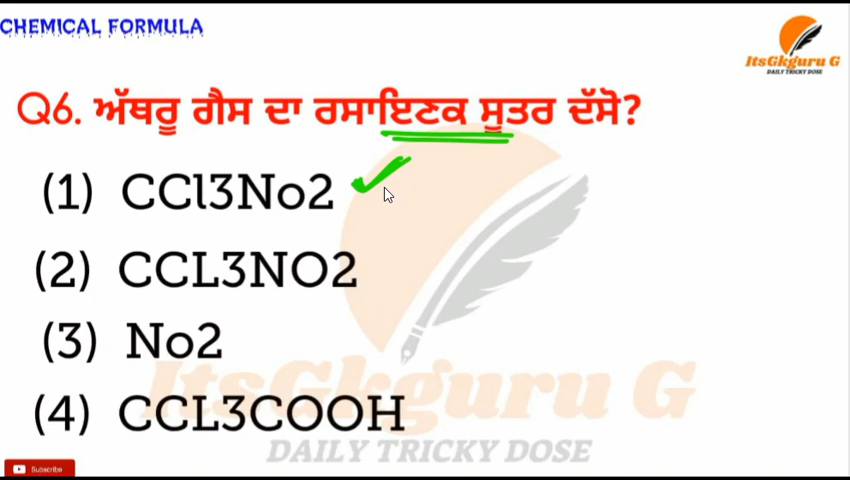 CHEMICAL FORMULA
ItsGkguru G
DAILY TRICKY DOSE
Q6. ਅੱਥਰੂ ਗੈਸ ਦਾ ਰਸਾਇਣਕ ਸੂਤਰ ਦੱਸੋ?
(1) CCl3No2
(2) CCL3NO2
(3) No2
(4) CCL3COOH
ItsGkguru G
DAILY TRICKY DOSE
Subscribe